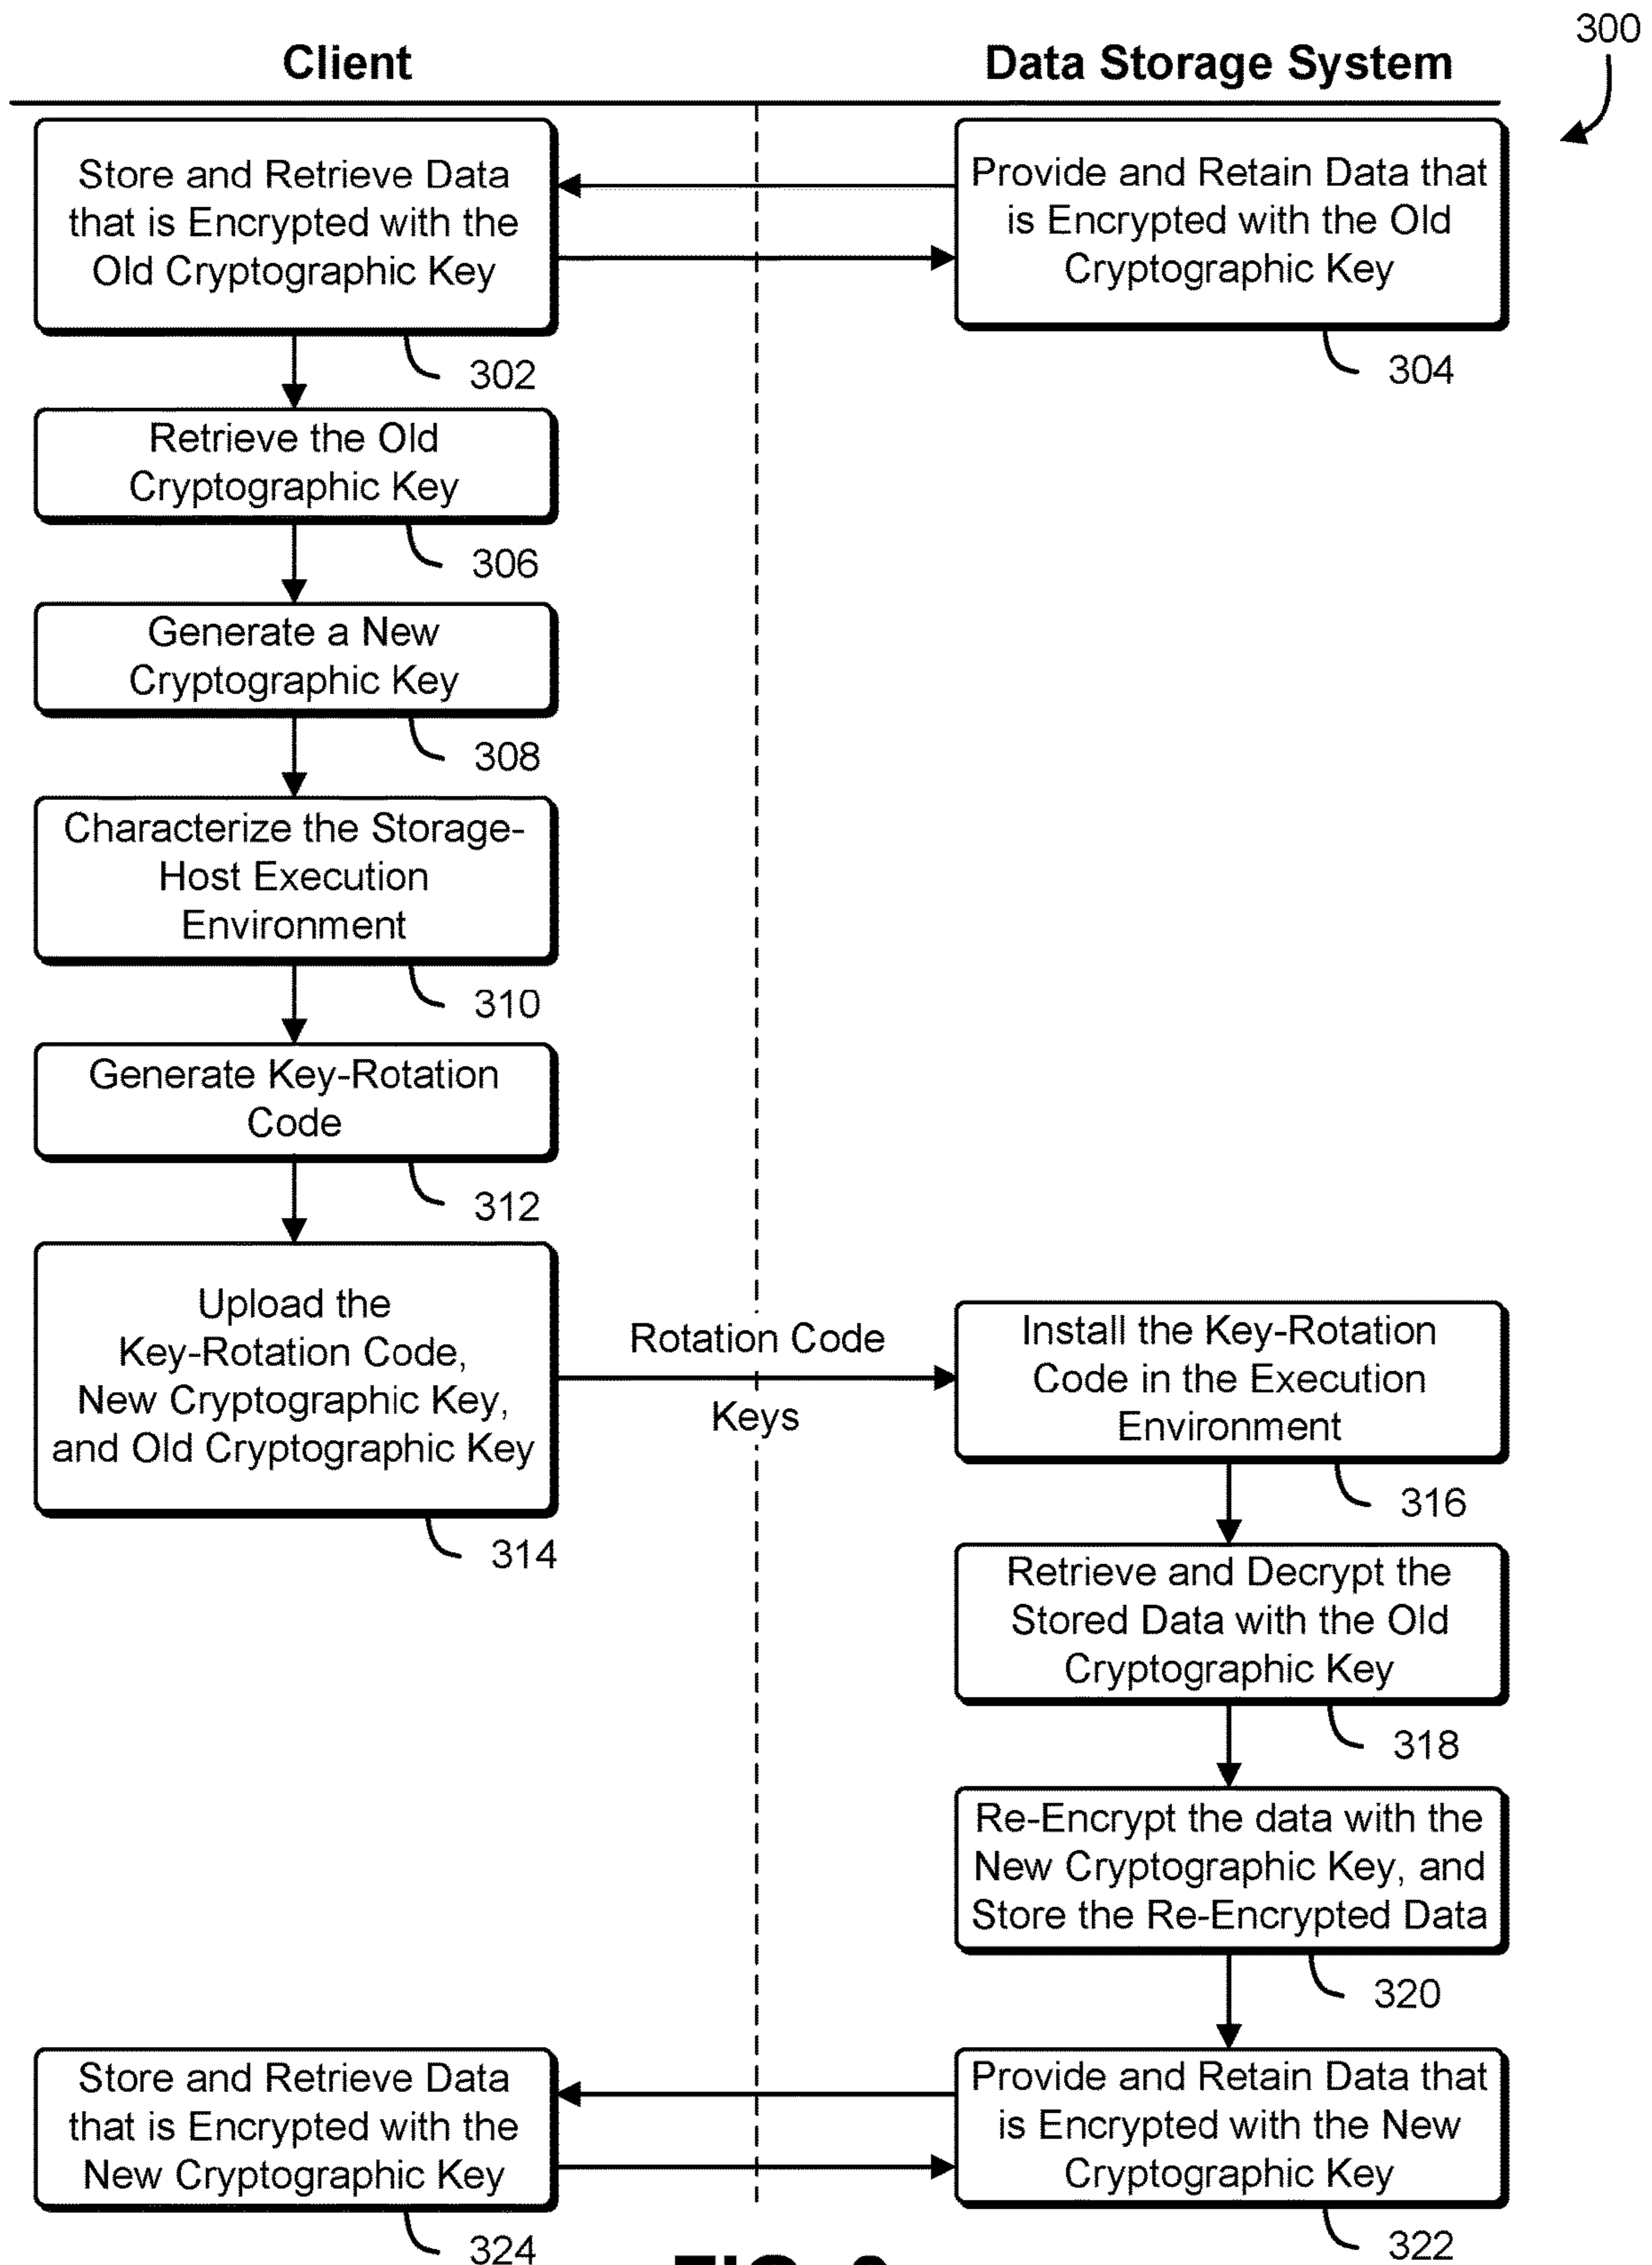 300
Client
Data Storage System
Store and Retrieve Data
that is Encrypted with the
Old Cryptographic Key
302
Provide and Retain Data that
is Encrypted with the Old
Cryptographic Key
304
Retrieve the Old
Cryptographic Key
306
Generate a New
Cryptographic Key
308
Characterize the Storage-
Host Execution
Environment
310
Generate Key-Rotation
Code
312
Upload the
Key-Rotation Code,
New Cryptographic Key,
and Old Cryptographic Key
314
Rotation Code
Keys
Install the Key-Rotation
Code in the Execution
Environment
316
Retrieve and Decrypt the
Stored Data with the Old
Cryptographic Key
318
Re-Encrypt the data with the
New Cryptographic Key, and
Store the Re-Encrypted Data
320
Provide and Retain Data that
is Encrypted with the New
Cryptographic Key
322
Store and Retrieve Data
that is Encrypted with the
New Cryptographic Key
324